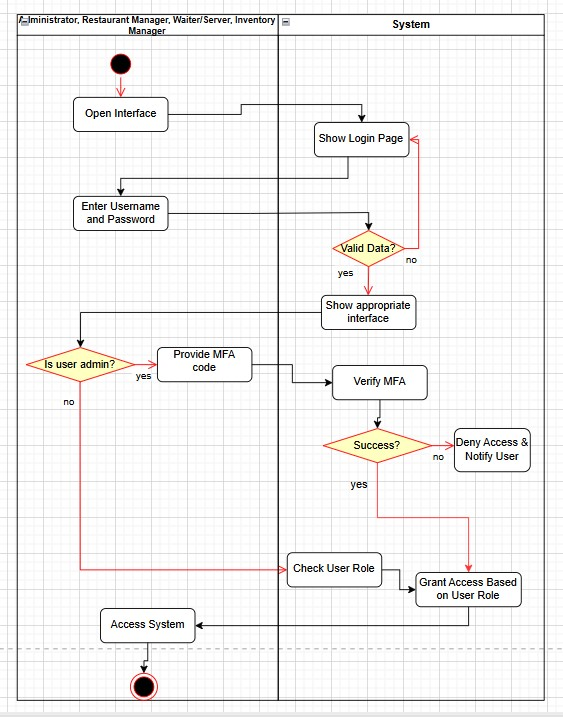 Administrator, Restaurant Manager, Waiter/Server, Inventory
Manager
System
Open Interface
Show Login Page
Enter Username
and Password
Valid Data?
no
yes
Show appropriate
interface
Is user admin?
yes
no
Provide MFA
code
Verify MFA
Success?
no
yes
Deny Access &
Notify User
Check User Role
Grant Access Based
on User Role
Access System